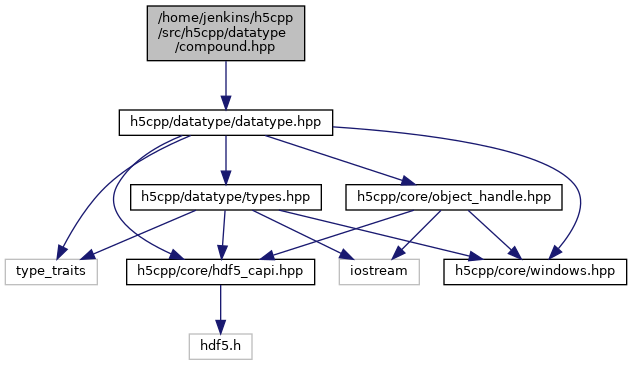 /home/jenkins/h5cpp
/src/h5cpp/datatype
/compound.hpp
h5cpp/datatype/datatype.hpp
h5cpp/datatype/types.hpp
h5cpp/core/object_handle.hpp
type_traits
h5cpp/core/hdf5_capi.hpp
iostream
h5cpp/core/windows.hpp
hdf5.h